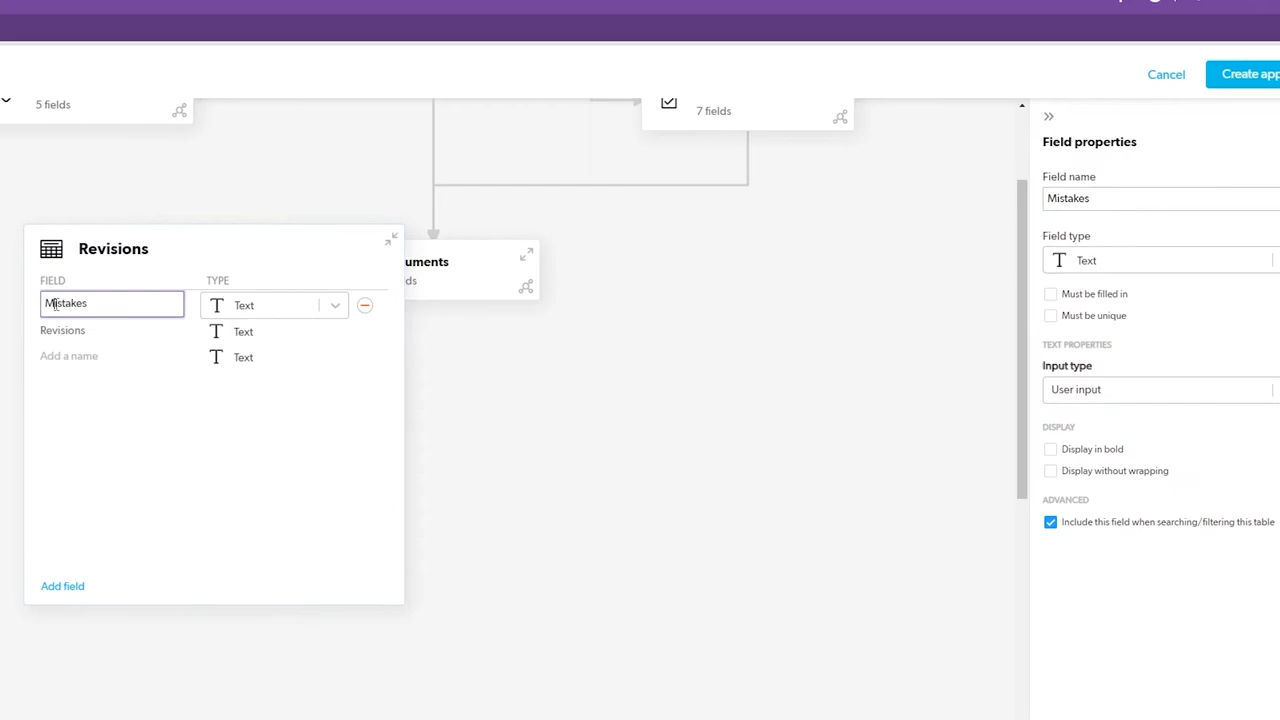 Cancel
Create app
5 fields
7 fields
Field properties
Field name
Mistakes
Field type
Text
Must be filled in
Must be unique
TEXT PROPERTIES
Input type
User input
DISPLAY
Display in bold
Display without wrapping
ADVANCED
Include this field when searching/filtering this table
Revisions
FIELD
TYPE
Mistakes
Text
Revisions
Text
Add a name
Text
Add field
uments
ds